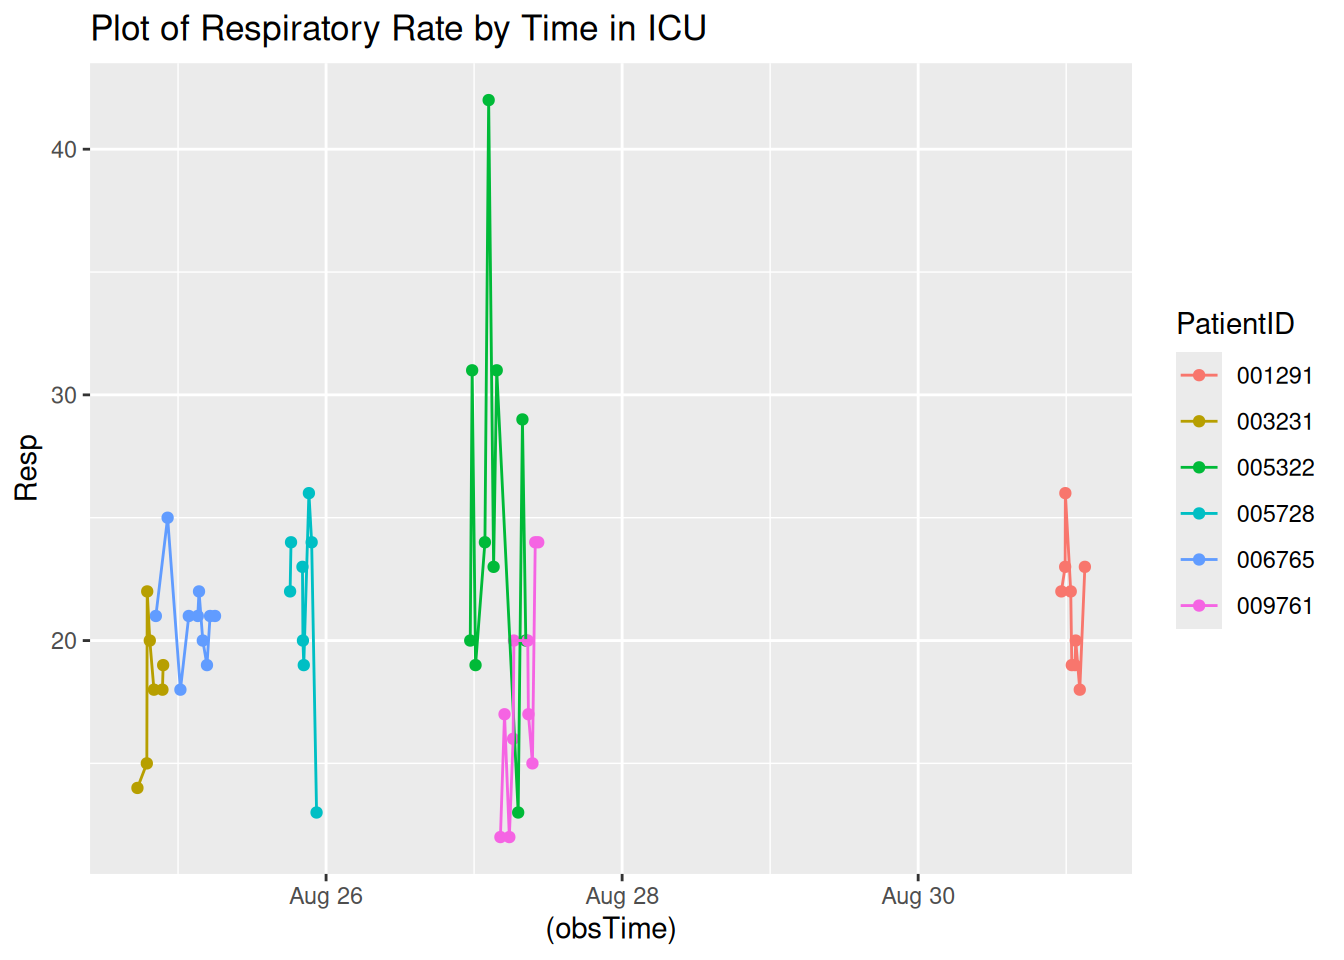 Plot of Respiratory Rate by Time in ICU
40
30
20
Resp
Aug 26
Aug 28
Aug 30
(obsTime)
PatientID
001291
003231
005322
005728
006765
009761